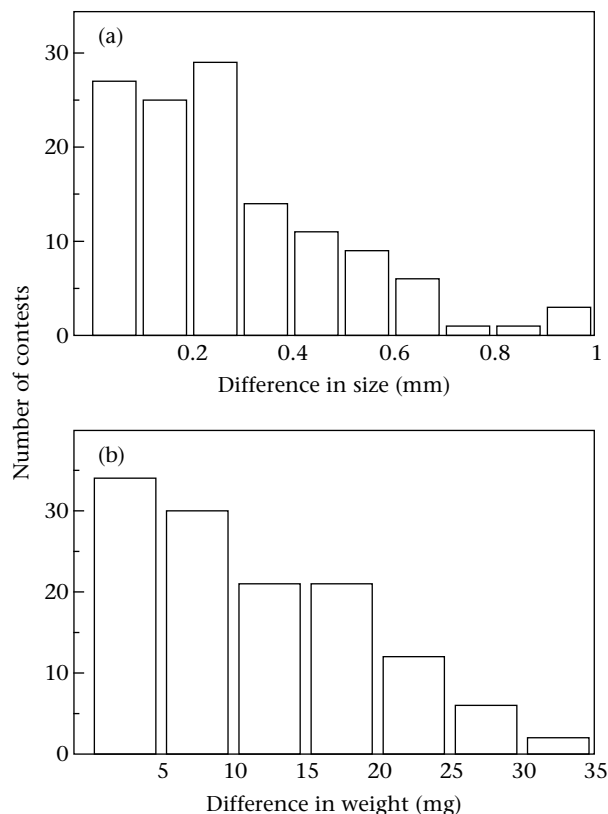 Number of contests
(a)
30
20
10
0
0.2 0.4 0.6 0.8 1
Difference in size (mm)
(b)
30
20
10
0
5 10 15 20 25 30 35
Difference in weight (mg)